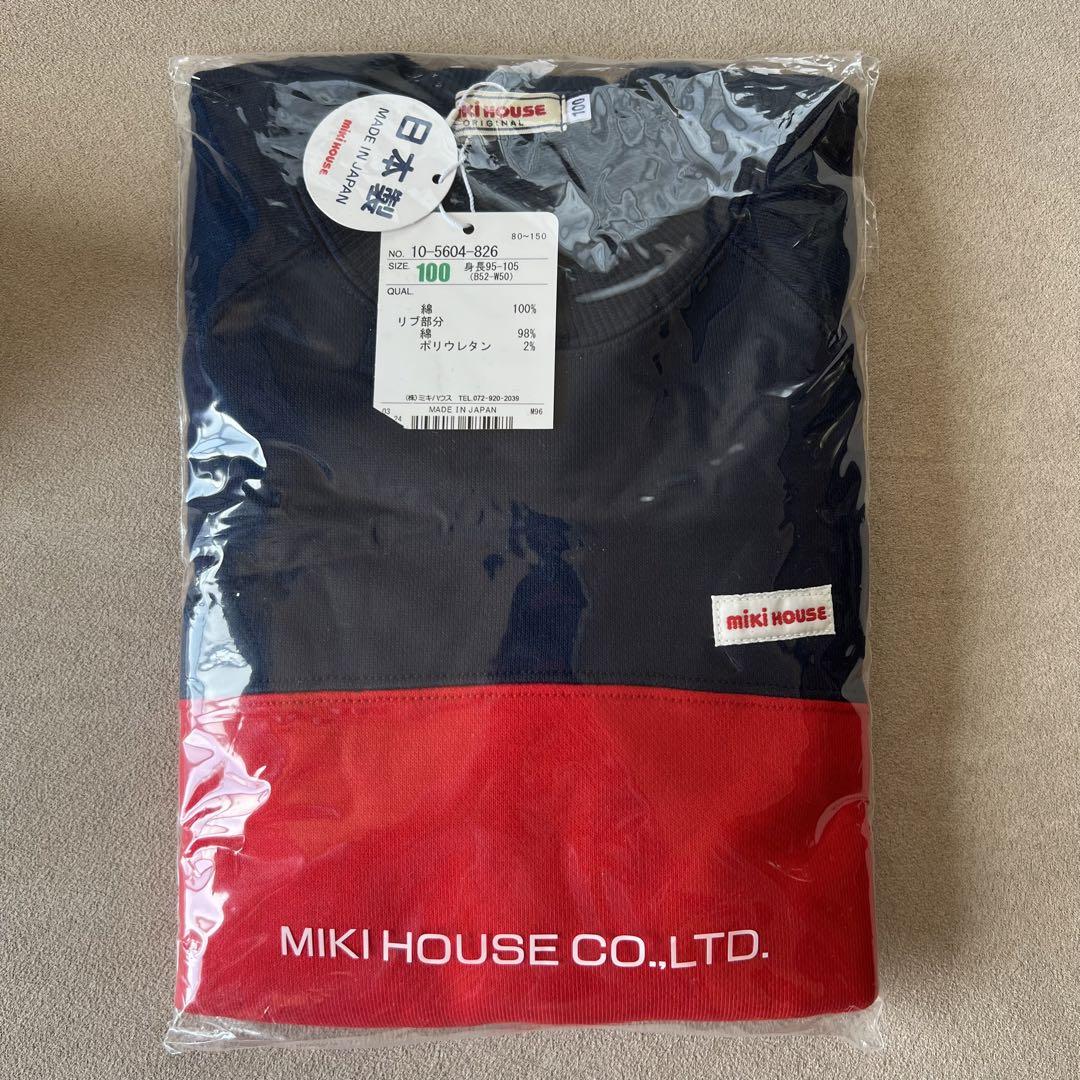 miki HOUSE
ORIGINAL
100
日本製
MADE IN JAPAN
miki HOUSE
80~150
NO. 10-5604-826
SIZE. 100 身長95-105
(B52-W50)
QUAL.
綿 100%
リブ部分
綿 98%
ポリウレタン 2%
(株)ミキハウス TEL.072-920-2039
03 MADE IN JAPAN M96
24
miki HOUSE
MIKI HOUSE CO.,LTD.